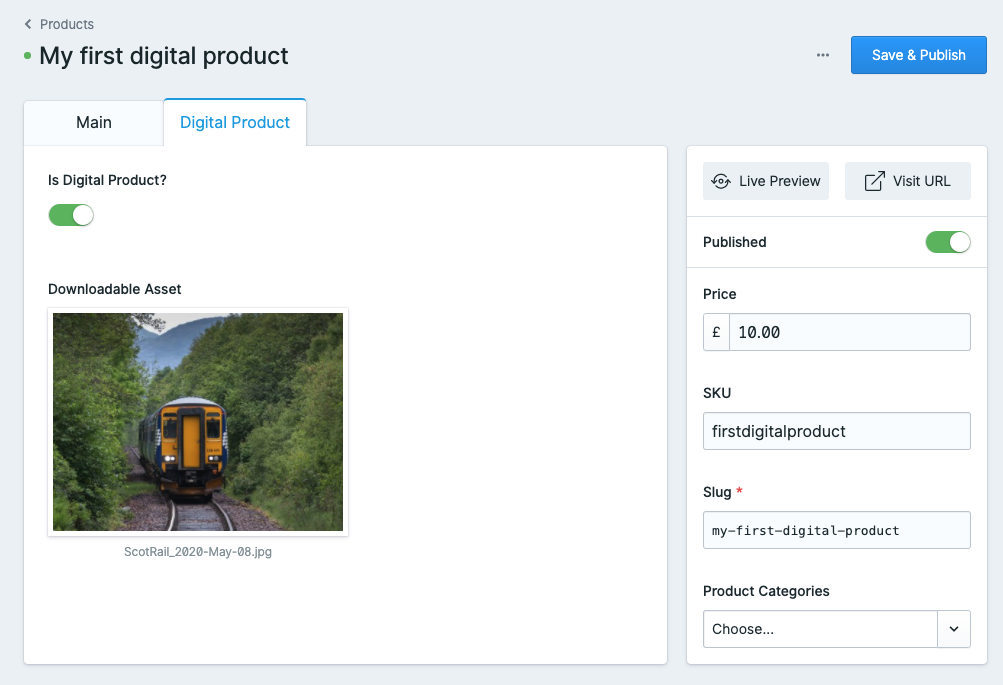 Products
My first digital product
Save & Publish
Main
Digital Product
Is Digital Product?
Downloadable Asset
ScotRail_2020-May-08.jpg
Live Preview
Visit URL
Published
Price
£ 10.00
SKU
firstdigitalproduct
Slug *
my-first-digital-product
Product Categories
Choose...